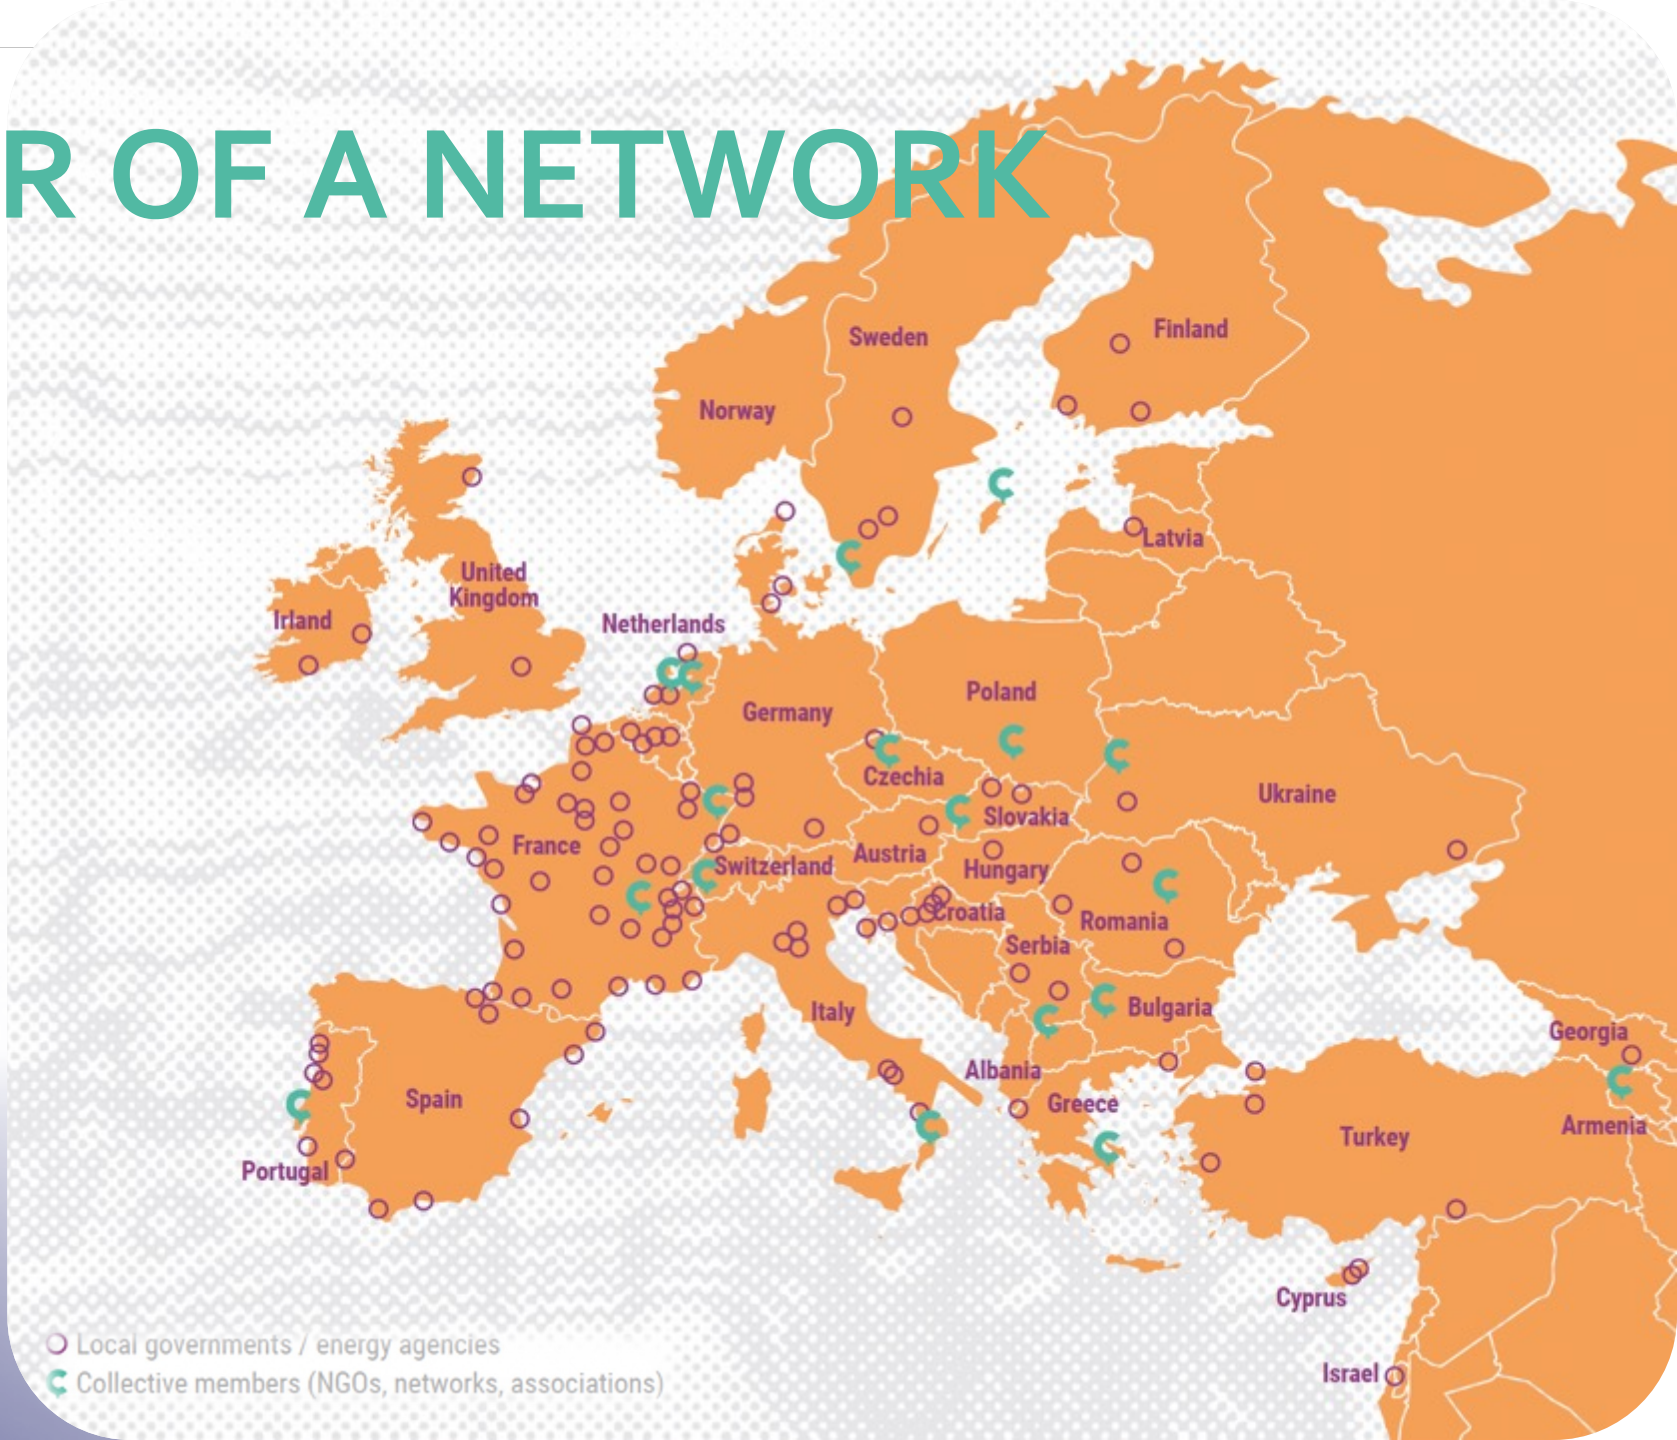 R OF A NETWORK
Finland
Sweden
Norway
Latvia
United
Kingdom
Irland
Netherlands
Poland
Germany
Czechia
Ukraine
Slovakia
France
Austria
Switzerland
Hungary
Croatia
Romania
Serbia
Bulgaria
Italy
Georgia
Albania
Spain
Greece
Armenia
Turkey
Portugal
Cyprus
Local governments / energy agencies
Israel
Collective members (NGOs, networks, associations)